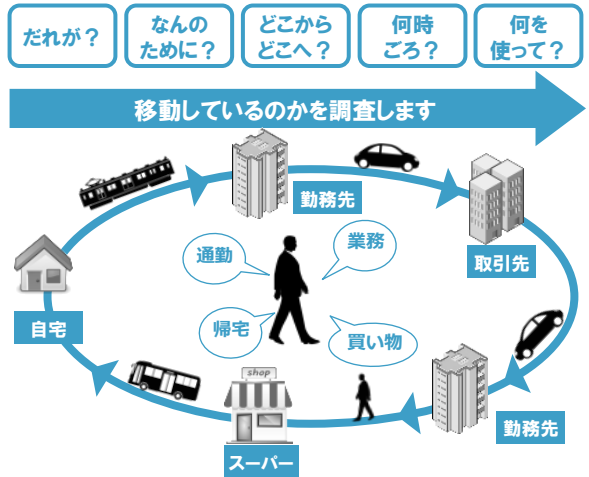 だれが？
なんの
ために？
どこから
どこへ？
何時
ごろ？
何を
使って？
移動しているのかを調査します
勤務先
取引先
通勤
業務
自宅
帰宅
買い物
shop
勤務先
スーパー